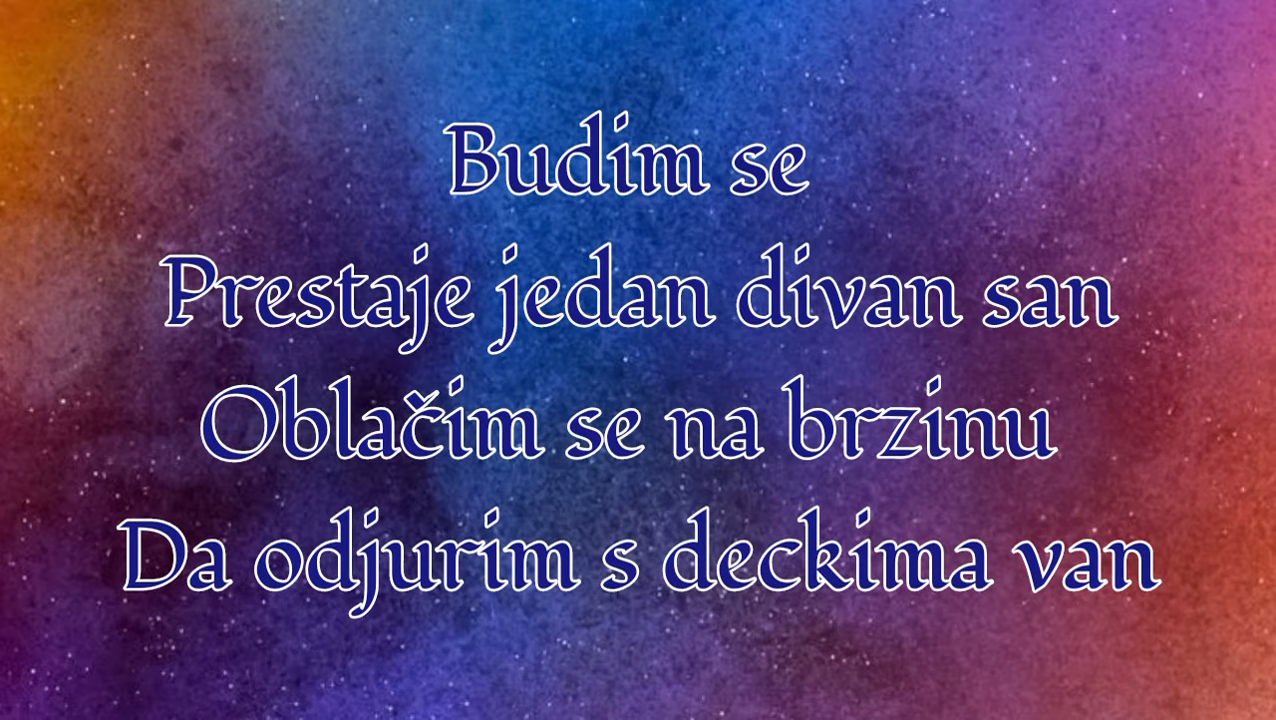 Budim se
Prestaje jedan divan san
Oblačim se na brzinu
Da odjurim s deckima van